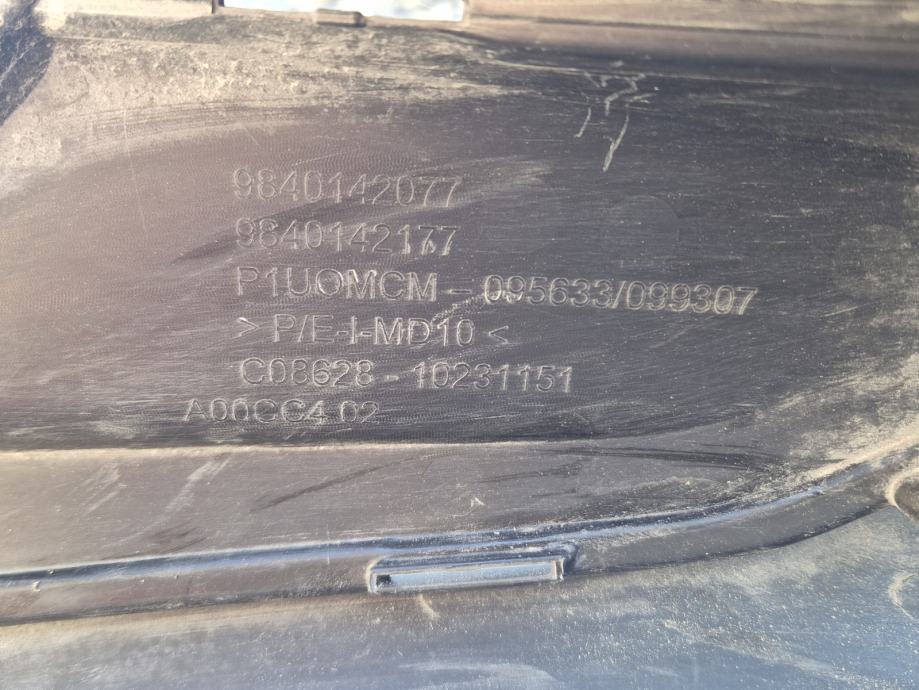 9840142077
9840142177
P1UOMCM - 095633/099307
> P/E-I-MD10 <
C08628 - 10231151
A00CC4 02